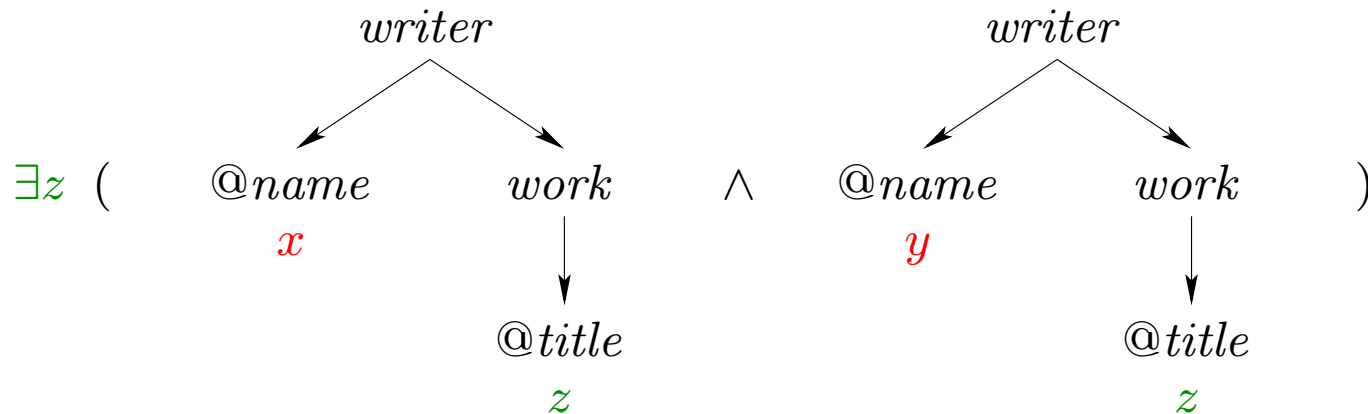 writer writer
∃z ( @name work ∧ @name work )
x y
@title @title
z z